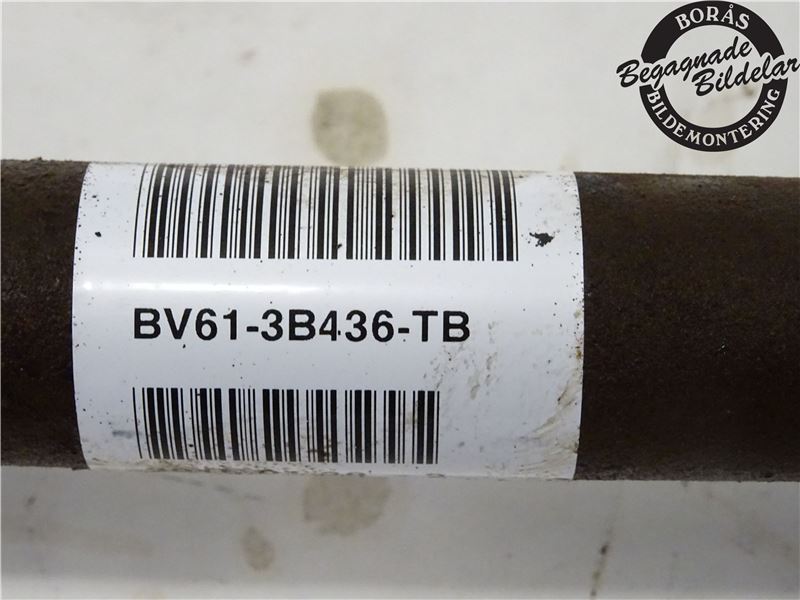 BORÅS
Begagnade
Bildelar
BILDEMONTERING
BV61-3B436-TB